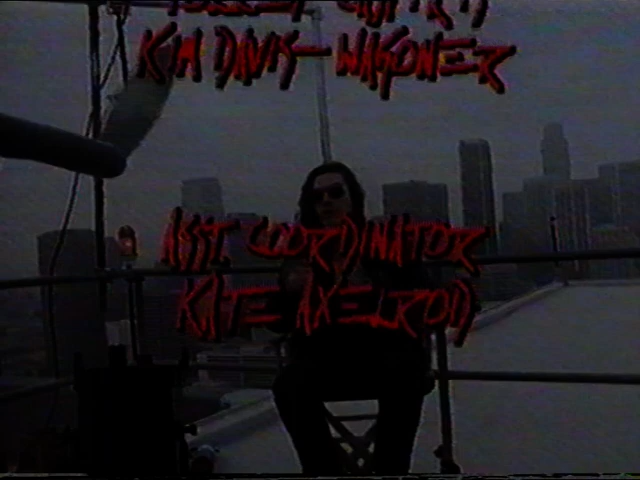 KIM DAVIS-WAGONER
ASST. COORDINATOR
KATE AXELROD